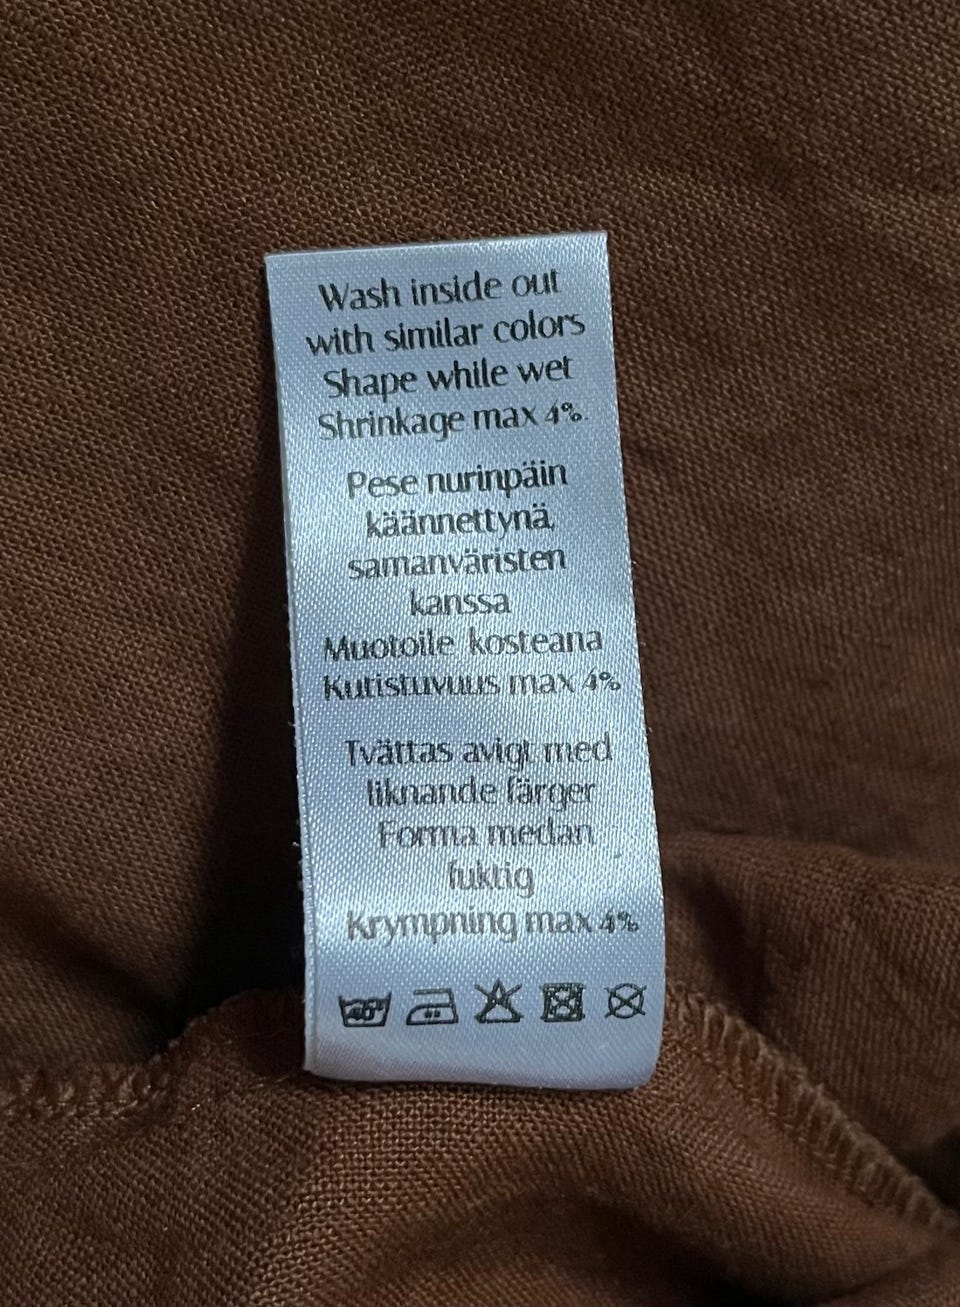 Wash inside out
with similar colors
Shape while wet
Shrinkage max 4%
Pese nurinpäin
käännettynä,
samanväristen
kanssa
Muotoile kosteana
Kutistuvuus max 4%
Tvättas avigt med
liknande färger
Forma medan
fuktig
Krympning max 4%
40°